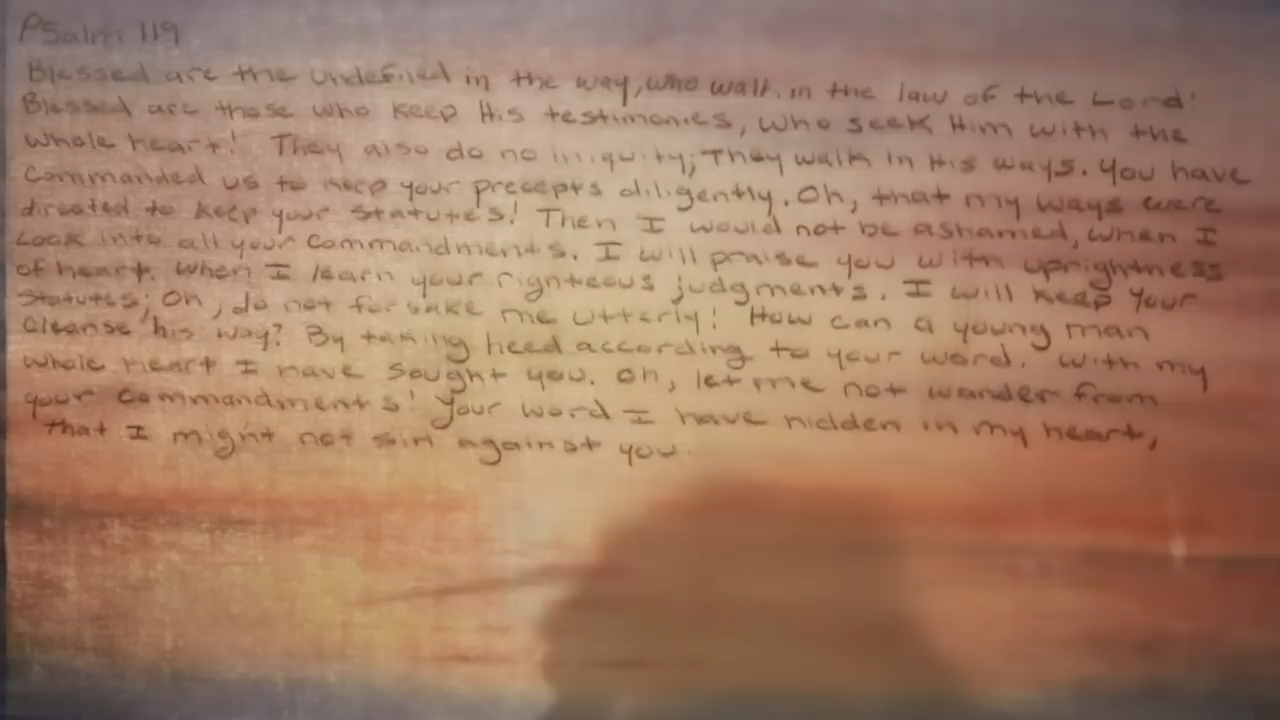 Psalm 119
Blessed are the undefiled in the way, who walk in the law of the Lord!
Blessed are those who keep His testimonies, who seek Him with the
whole heart! They also do no iniquity; They walk in His ways. You have
Commanded us to keep your precepts diligently. Oh, that my ways were
directed to keep your statutes! Then I would not be ashamed, when I
Look into all your commandments. I will praise you with uprightness
of heart. When I learn your righteous judgments. I will keep your
Statutes; Oh, do not forsake me utterly! How can a young man
Cleanse his way? By taking heed according to your word. With my
whole heart I have sought you. Oh, let me not wander from
your commandments! Your word I have hidden in my heart,
that I might not sin against you.